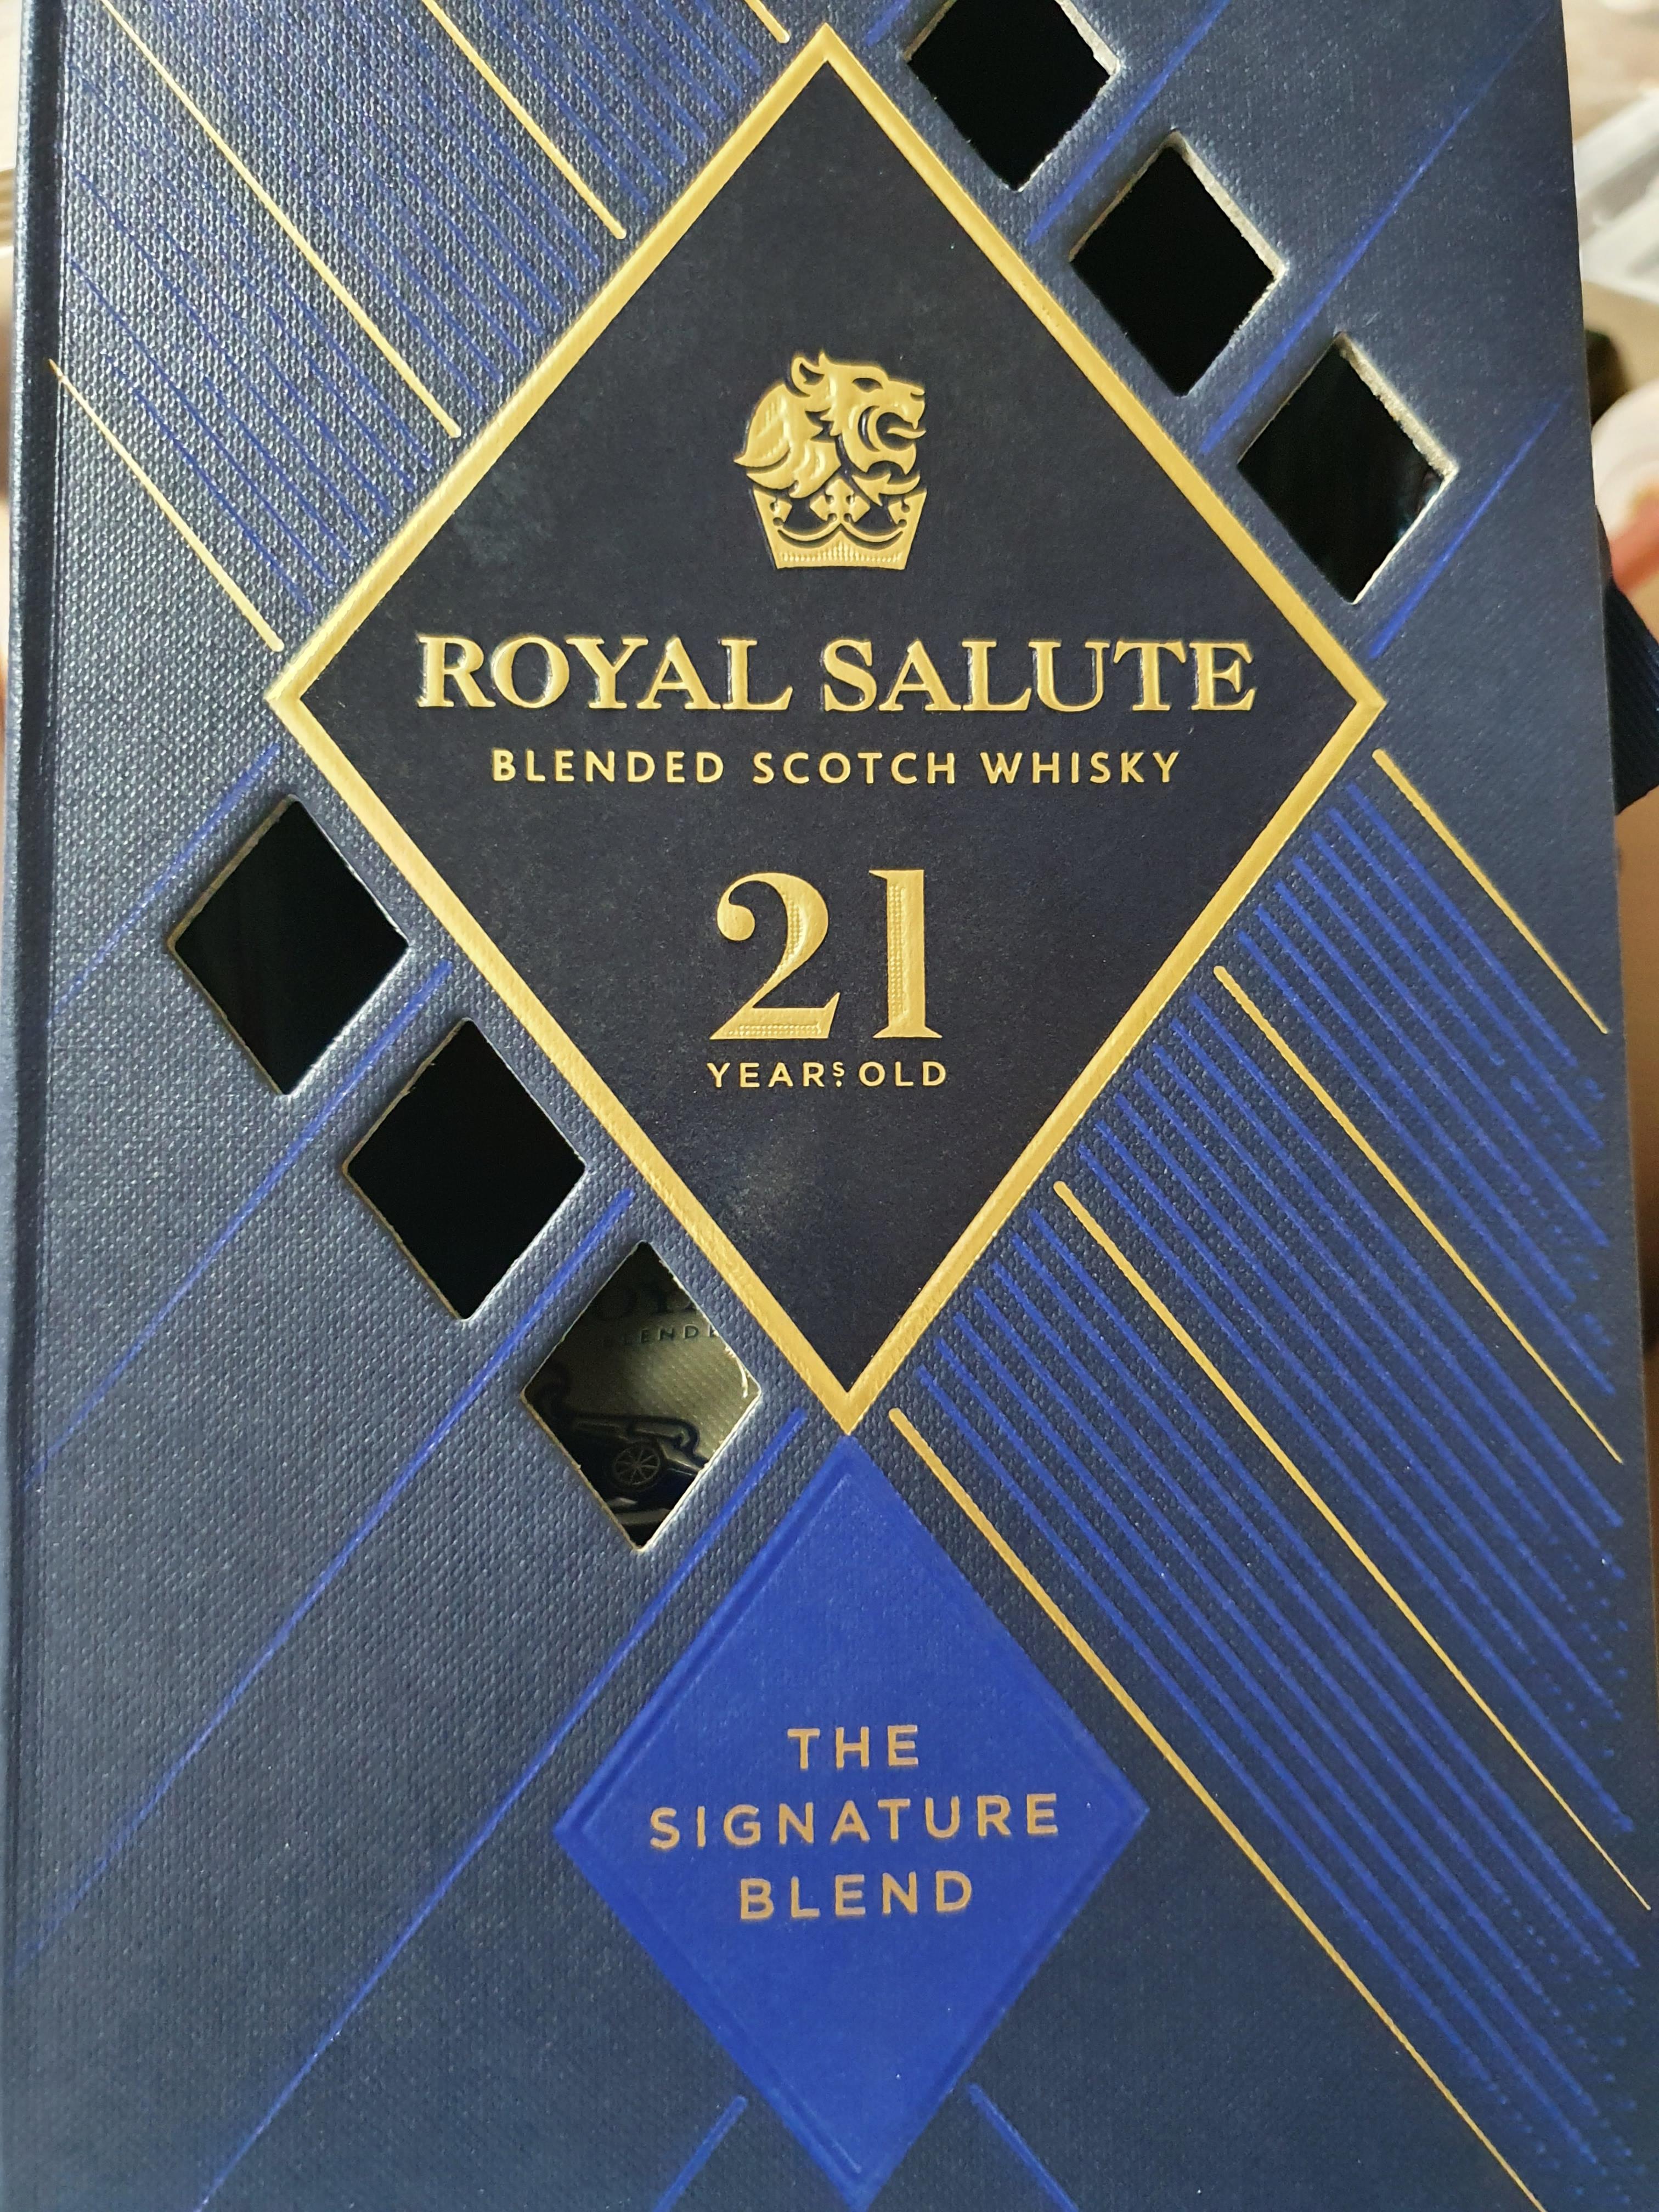 ROYAL SALUTE
BLENDED SCOTCH WHISKY
21
YEARS OLD
THE
SIGNATURE
BLEND